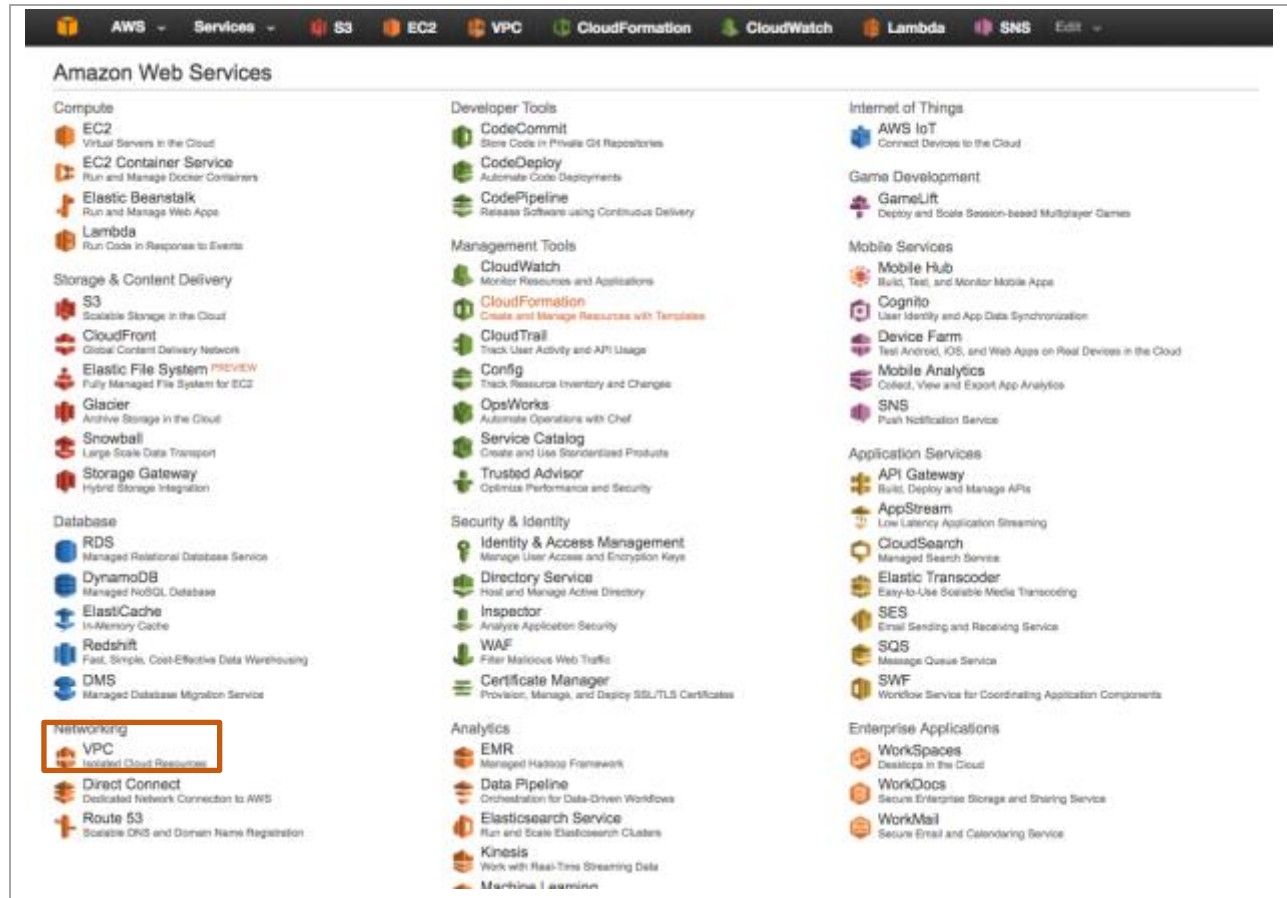 AWS Services S3 EC2 VPC CloudFormation CloudWatch Lambda SNS Edit
Amazon Web Services
Compute
EC2
Virtual Servers in the Cloud
EC2 Container Service
Run and Manage Docker Containers
Elastic Beanstalk
Run and Manage Web Apps
Lambda
Run Code in Response to Events
Storage & Content Delivery
S3
Scalable Storage in the Cloud
CloudFront
Global Content Delivery Network
Elastic File System PREVIEW
Fully Managed File System for EC2
Glacier
Archive Storage in the Cloud
Snowball
Large Scale Data Transport
Storage Gateway
Hybrid Storage Integration
Database
RDS
Managed Relational Database Service
DynamoDB
Managed NoSQL Database
ElastiCache
In-Memory Cache
Redshift
Fast, Simple, Cost-Effective Data Warehousing
DMS
Managed Database Migration Service
Networking
VPC
Isolated Cloud Resources
Direct Connect
Dedicated Network Connection to AWS
Route 53
Scalable DNS and Domain Name Registration
Developer Tools
CodeCommit
Store Code in Private Git Repositories
CodeDeploy
Automate Code Deployments
CodePipeline
Release Software using Continuous Delivery
Management Tools
CloudWatch
Monitor Resources and Applications
CloudFormation
Create and Manage Resources with Templates
CloudTrail
Track User Activity and API Usage
Config
Track Resource Inventory and Changes
OpsWorks
Automate Operations with Chef
Service Catalog
Create and Use Standardized Products
Trusted Advisor
Optimize Performance and Security
Security & Identity
Identity & Access Management
Manage User Access and Encryption Keys
Directory Service
Host and Manage Active Directory
Inspector
Analyze Application Security
WAF
Filter Malicious Web Traffic
Certificate Manager
Provision, Manage, and Deploy SSL/TLS Certificates
Analytics
EMR
Managed Hadoop Framework
Data Pipeline
Orchestration for Data-Driven Workflows
Elasticsearch Service
Run and Scale Elasticsearch Clusters
Kinesis
Work with Real-Time Streaming Data
Machine Learning
Internet of Things
AWS IoT
Connect Devices to the Cloud
Game Development
GameLift
Deploy and Scale Session-based Multiplayer Games
Mobile Services
Mobile Hub
Build, Test, and Monitor Mobile Apps
Cognito
User Identity and App Data Synchronization
Device Farm
Test Android, iOS, and Web Apps on Real Devices in the Cloud
Mobile Analytics
Collect, View and Export App Analytics
SNS
Push Notification Service
Application Services
API Gateway
Build, Deploy and Manage APIs
AppStream
Low Latency Application Streaming
CloudSearch
Managed Search Service
Elastic Transcoder
Easy-to-Use Scalable Media Transcoding
SES
Email Sending and Receiving Service
SQS
Message Queue Service
SWF
Workflow Service for Coordinating Application Components
Enterprise Applications
WorkSpaces
Desktops in the Cloud
WorkDocs
Secure Enterprise Storage and Sharing Service
WorkMail
Secure Email and Calendaring Service